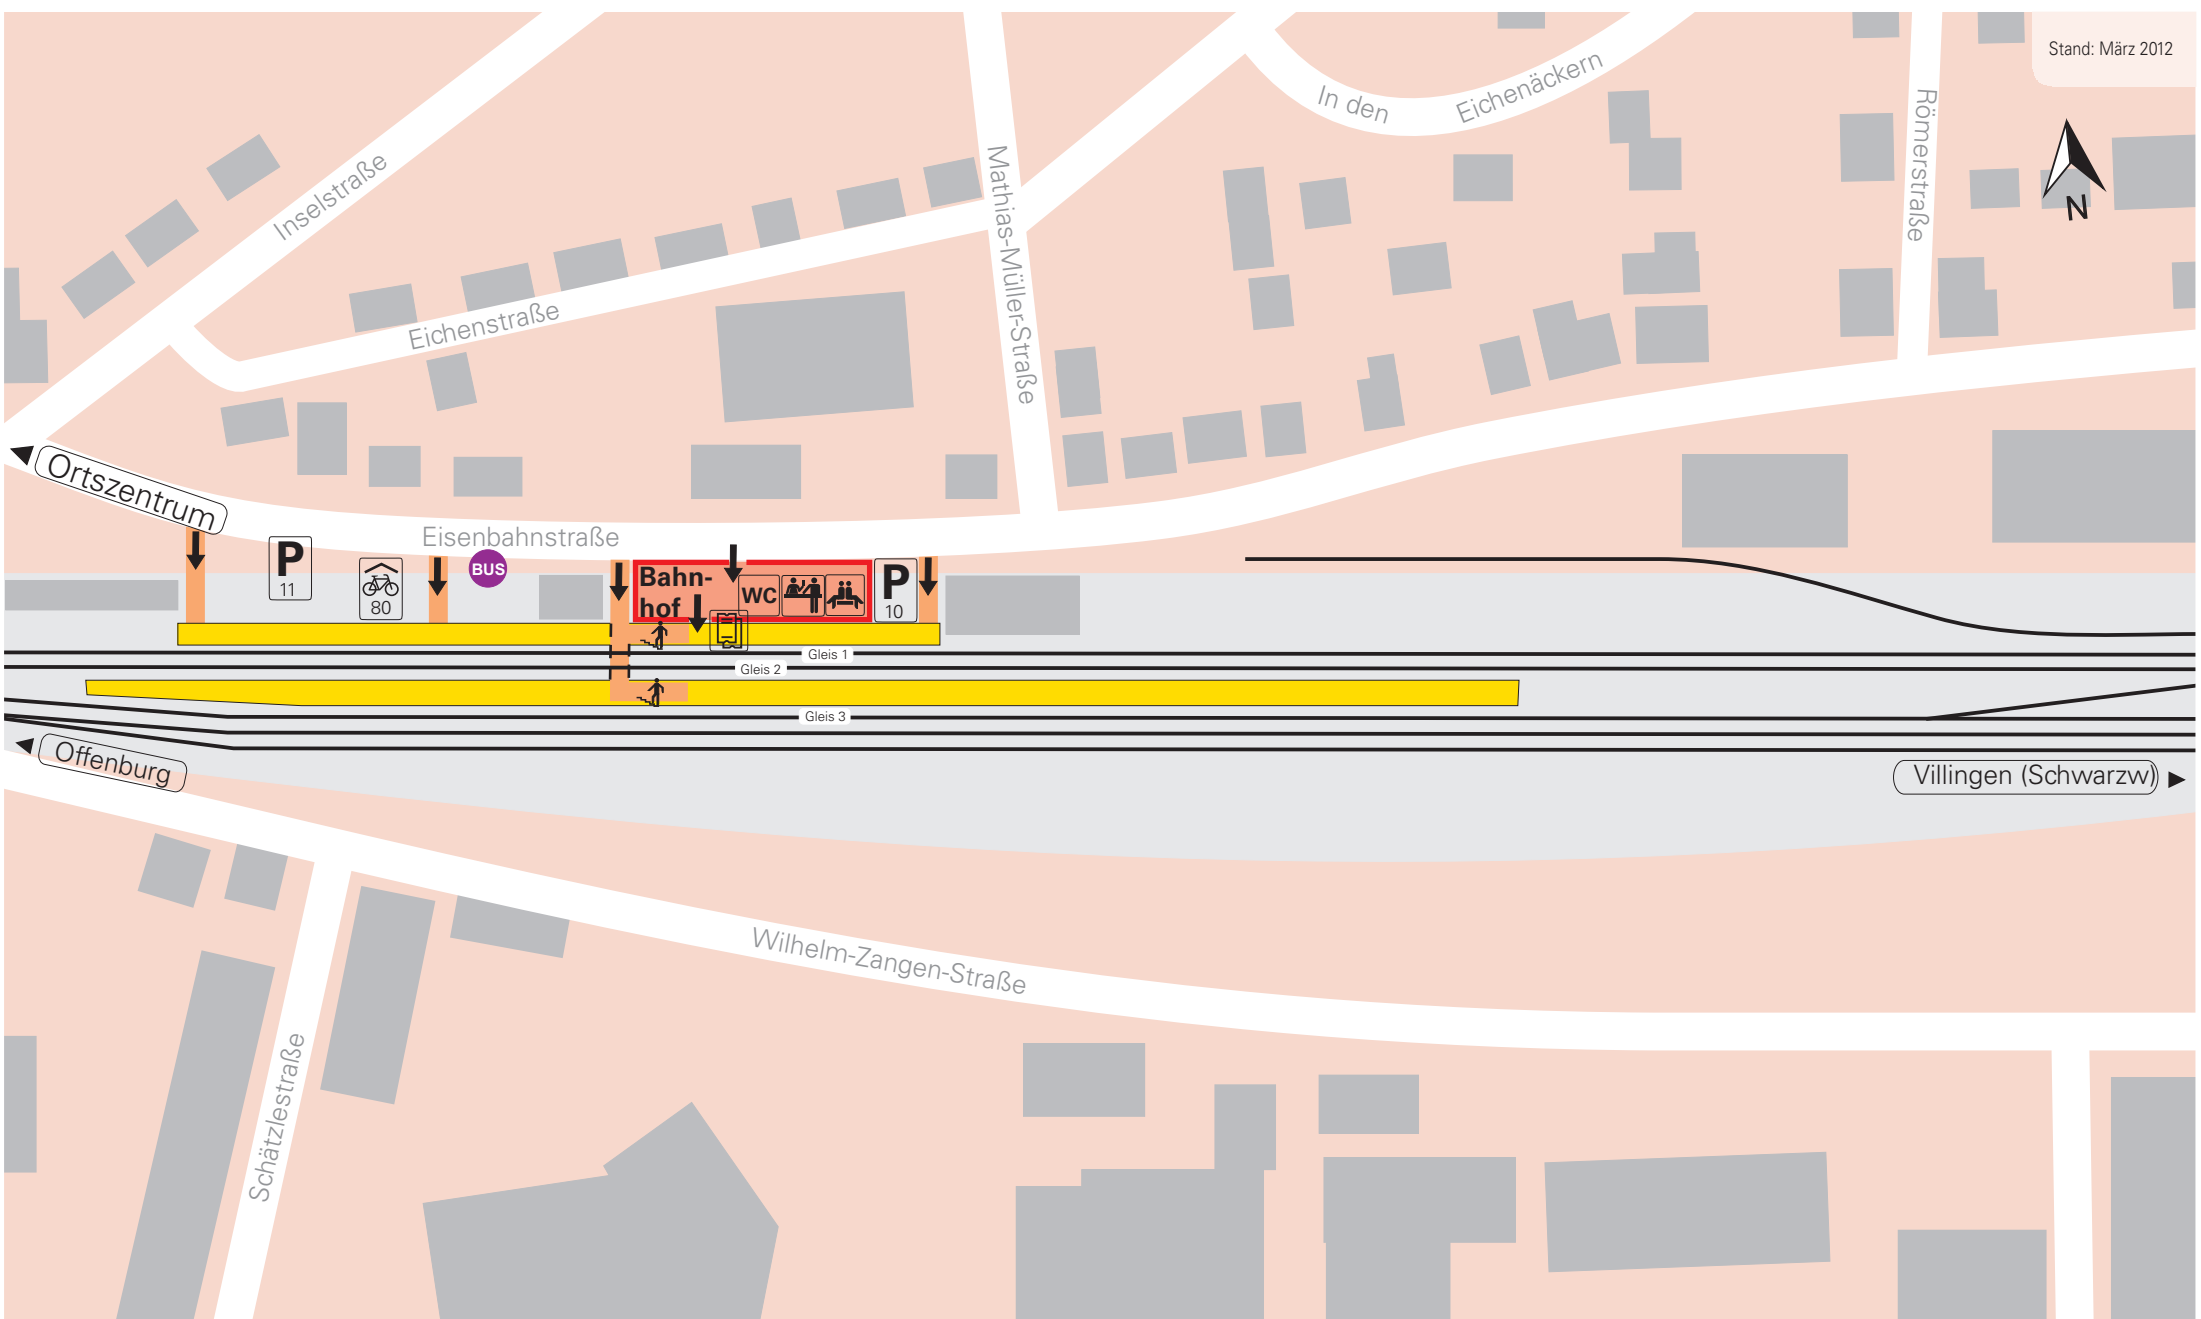 Stand: März 2012
In den
Eichenäckern
Römerstraße
N
Inselstraße
Mathias-Müller-Straße
Eichenstraße
Ortszentrum
Eisenbahnstraße
P
11
80
BUS
Bahn-
hof
WC
P
10
Gleis 1
Gleis 2
Gleis 3
Offenburg
Villingen (Schwarzw)
Wilhelm-Zangen-Straße
Schätzlestraße